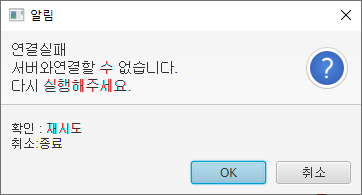 알림
연결실패
서버와연결할 수 없습니다.
다시 실행해주세요.
확인 : 재시도
취소:종료
OK
취소